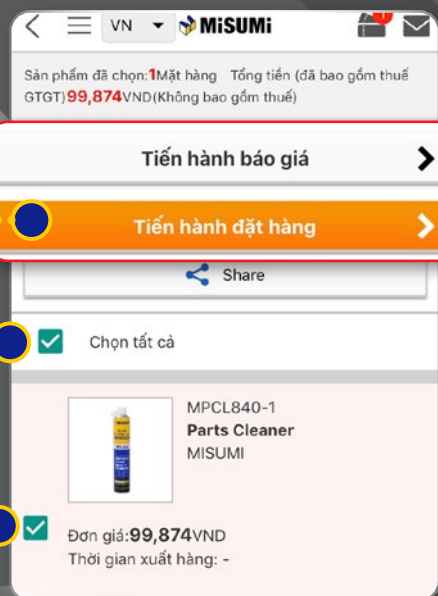 VN MiSUMi 1
Sản phẩm đã chọn:1Mặt hàng Tổng tiền (đã bao gồm thuế
GTGT)99,874VND(Không bao gồm thuế)
Tiến hành báo giá
Tiến hành đặt hàng
Share
Chọn tất cả
MPCL840-1
Parts Cleaner
MISUMI
Đơn giá:99,874VND
Thời gian xuất hàng: -